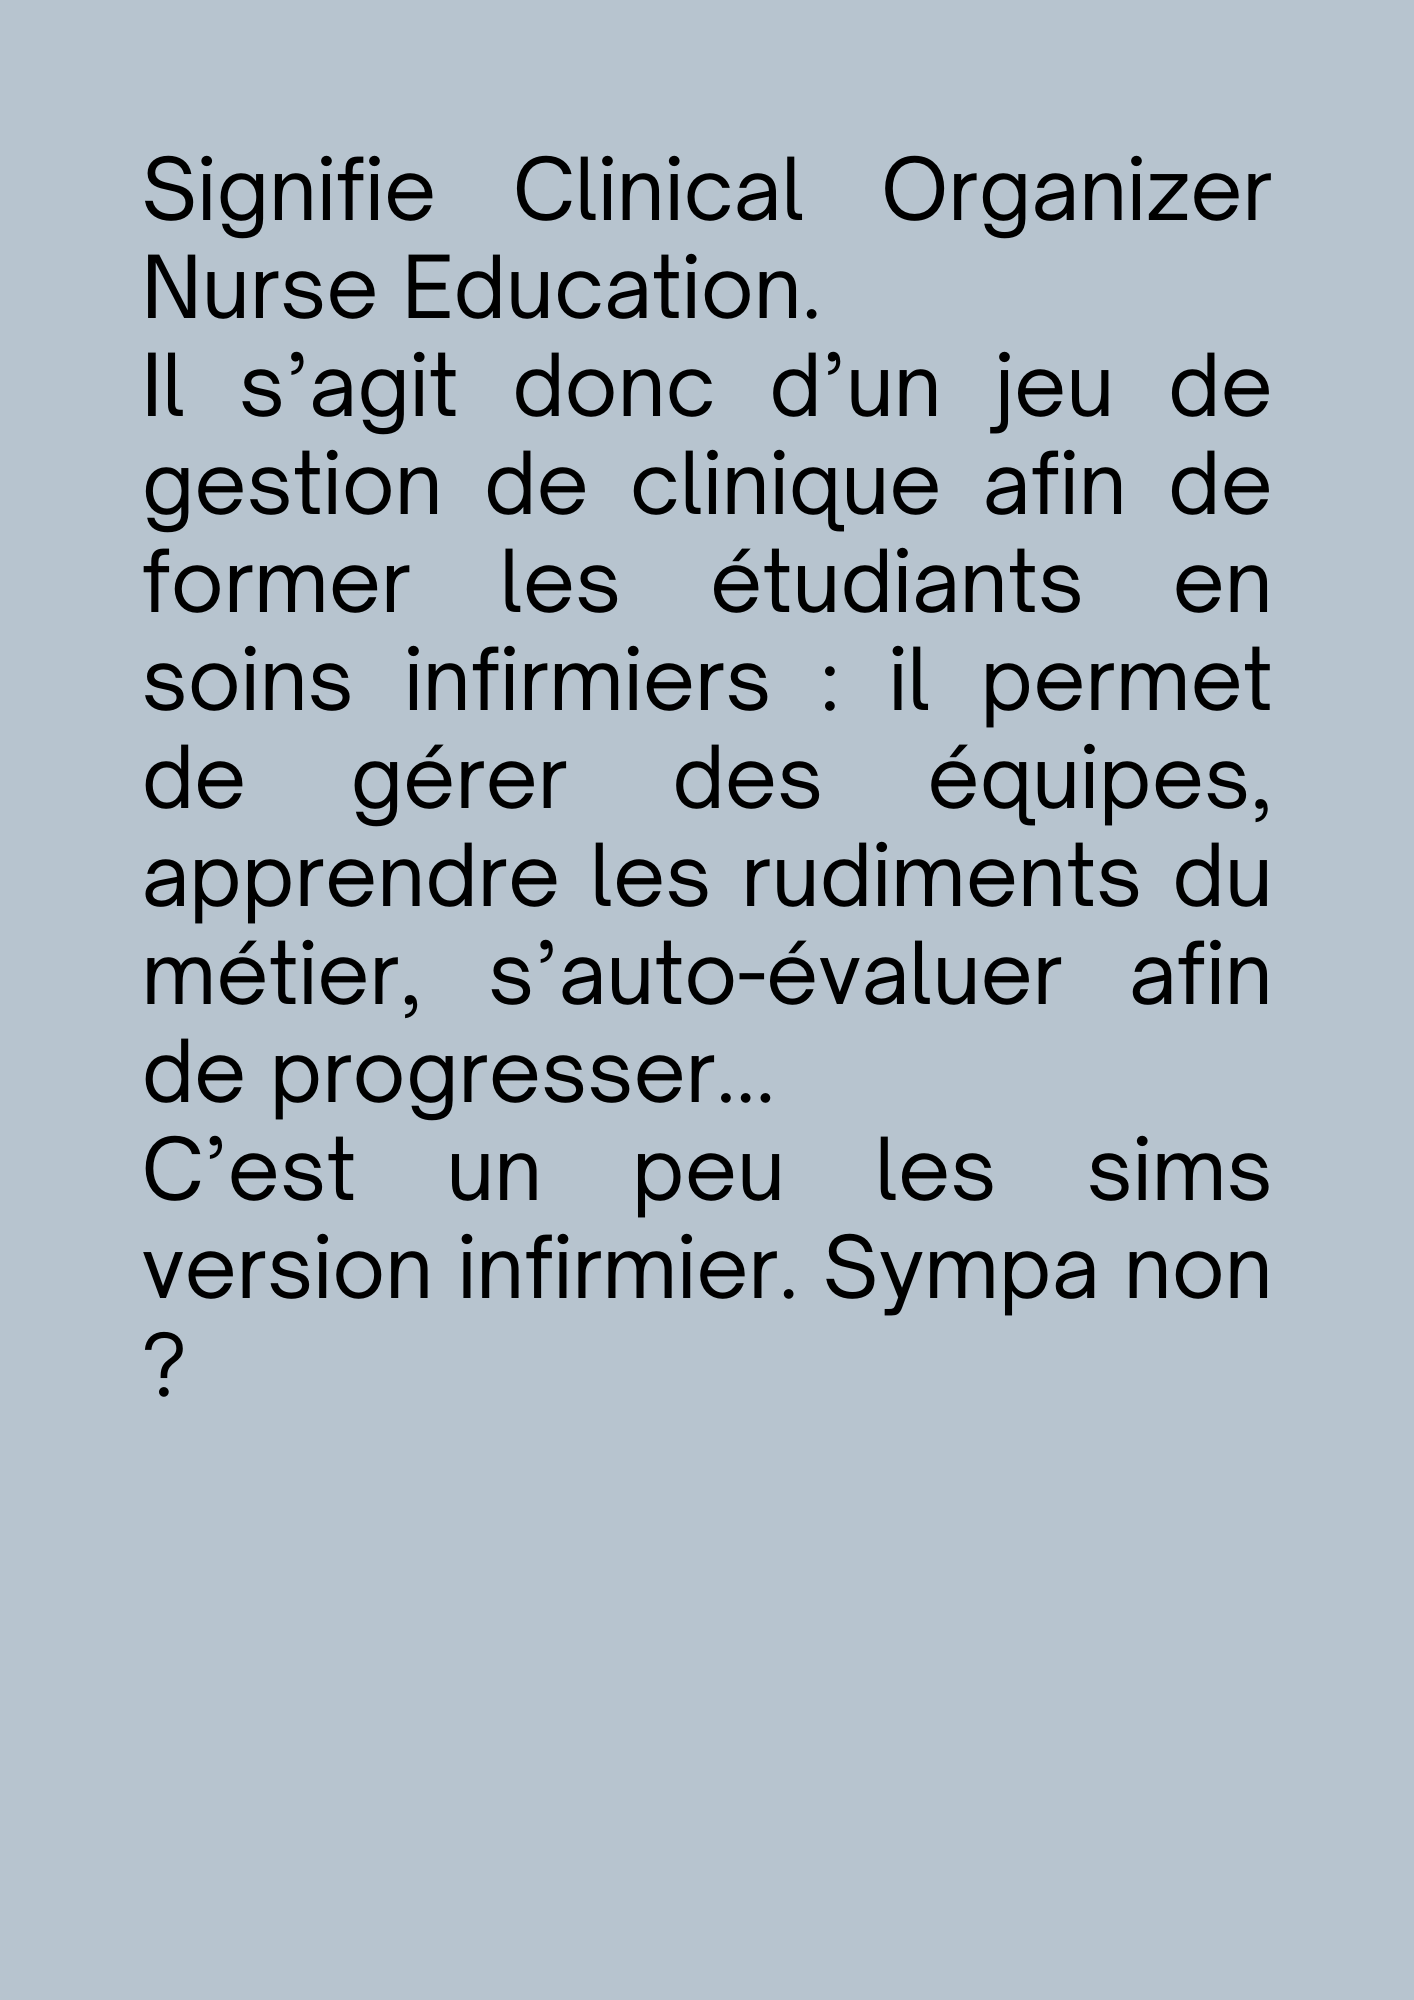 Signifie Clinical Organizer
Nurse Education.
Il s’agit donc d’un jeu de
gestion de clinique afin de
former les étudiants en
soins infirmiers : il permet
de gérer des équipes,
apprendre les rudiments du
métier, s’auto-évaluer afin
de progresser...
C’est un peu les sims
version infirmier. Sympa non
?